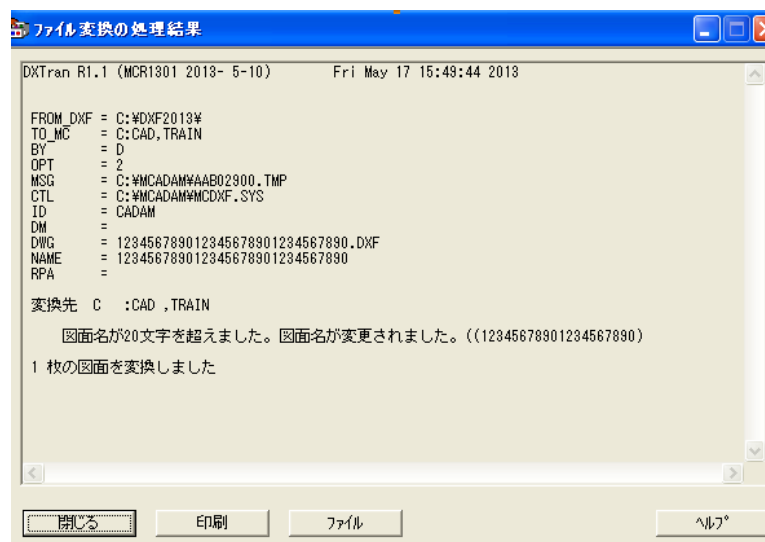 ファイル変換の処理結果
DXTran R1.1 (MCR1301 2013- 5-10)       Fri May 17 15:49:44 2013
FROM_DXF = C:¥DXF2013¥
TO_MC    = C:CAD,TRAIN
BY       = D
OPT      = 2
MSG      = C:¥MCADAM¥AAB02900.TMP
CTL      = C:¥MCADAM¥MCDXF.SYS
ID       = CADAM
DM       =
DWG      = 123456789012345678901234567890.DXF
NAME     = 123456789012345678901234567890
RPA      =
変換先  C   :CAD ,TRAIN
図面名が20文字を超えました。図面名が変更されました。((12345678901234567890)
1 枚の図面を変換しました
閉じる 印刷 ファイル ヘルプ